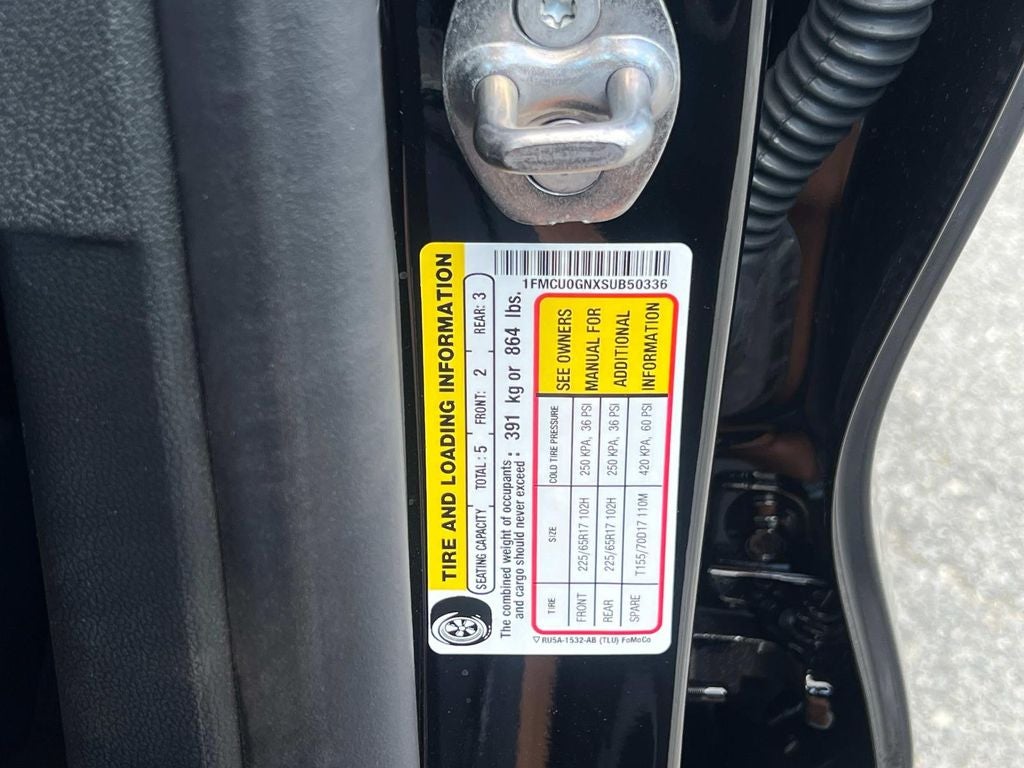 1FMCU0GNXSUB50336
TIRE AND LOADING INFORMATION
SEATING CAPACITY TOTAL: 5 FRONT: 2 REAR: 3
The combined weight of occupants
and cargo should never exceed : 391 kg or 864 lbs.
TIRE SIZE COLD TIRE PRESSURE
FRONT 225/65R17 102H 250 KPA, 36 PSI
REAR 225/65R17 102H 250 KPA, 36 PSI
SPARE T155/70D17 110M 420 KPA, 60 PSI
SEE OWNERS
MANUAL FOR
ADDITIONAL
INFORMATION
RU5A-1532-AB (TLU) FoMoCo